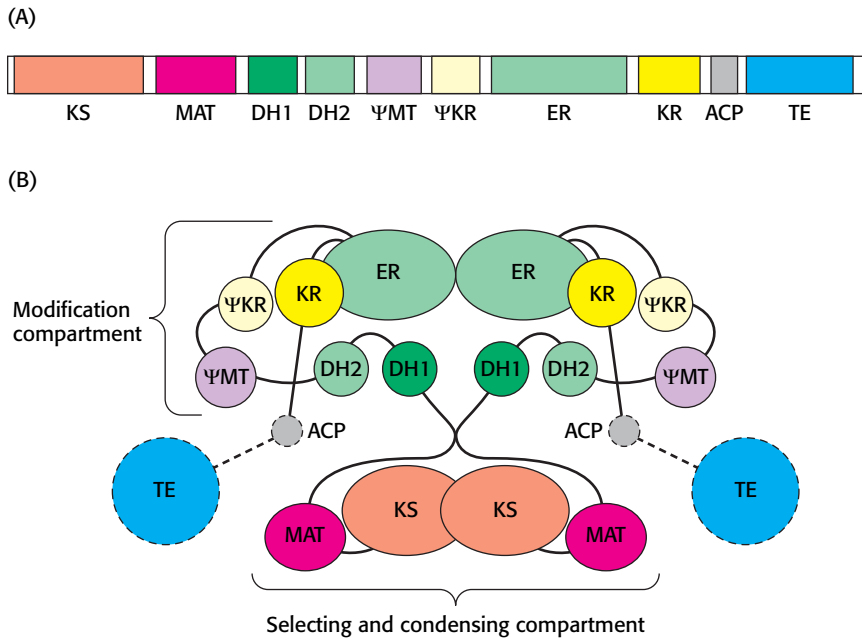 (A)
KS MAT DH1 DH2 ΨMT ΨKR ER KR ACP TE
(B)
Modification
compartment
ER ER
KR KR
ΨKR ΨKR
DH2 DH1 DH1 DH2
ΨMT ΨMT
ACP ACP
TE TE
KS KS
MAT MAT
Selecting and condensing compartment